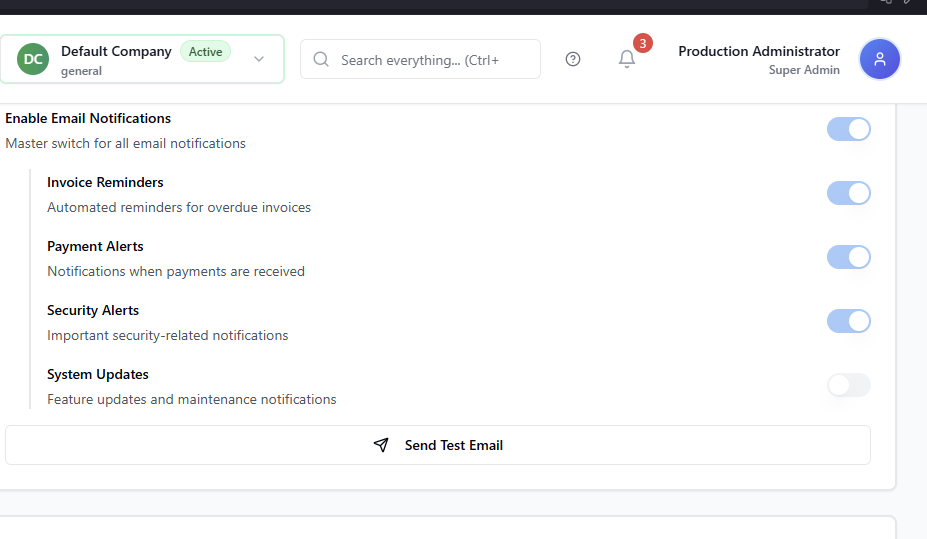 DC
Default Company
Active
general
Search everything... (Ctrl+
3
Production Administrator
Super Admin
Enable Email Notifications
Master switch for all email notifications
Invoice Reminders
Automated reminders for overdue invoices
Payment Alerts
Notifications when payments are received
Security Alerts
Important security-related notifications
System Updates
Feature updates and maintenance notifications
Send Test Email